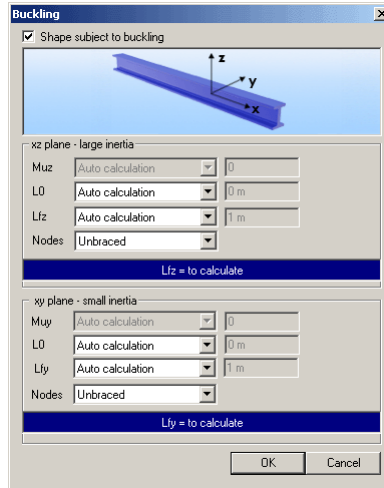 Buckling
Shape subject to buckling
z
y
x
xz plane - large inertia
Muz Auto calculation 0
L0 Auto calculation 0 m
Lfz Auto calculation 1 m
Nodes Unbraced
Lfz = to calculate
xy plane - small inertia
Muy Auto calculation 0
L0 Auto calculation 0 m
Lfy Auto calculation 1 m
Nodes Unbraced
Lfy = to calculate
OK Cancel